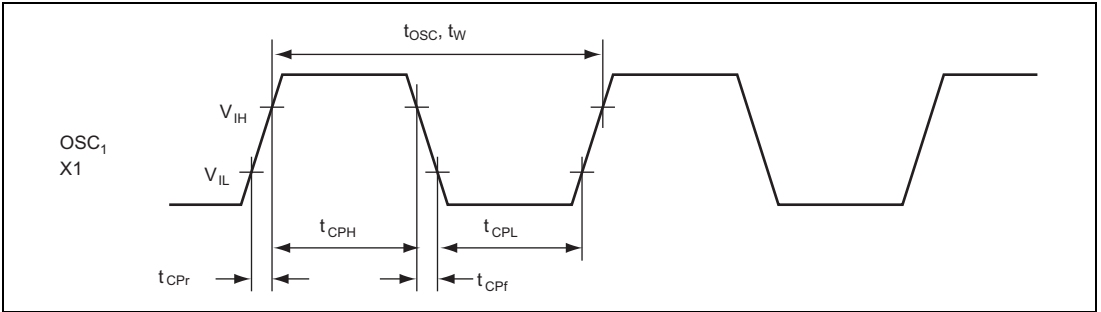 tOSC, tW
VIH
OSC1
X1
VIL
tCPH
tCPL
tCPr
tCPf